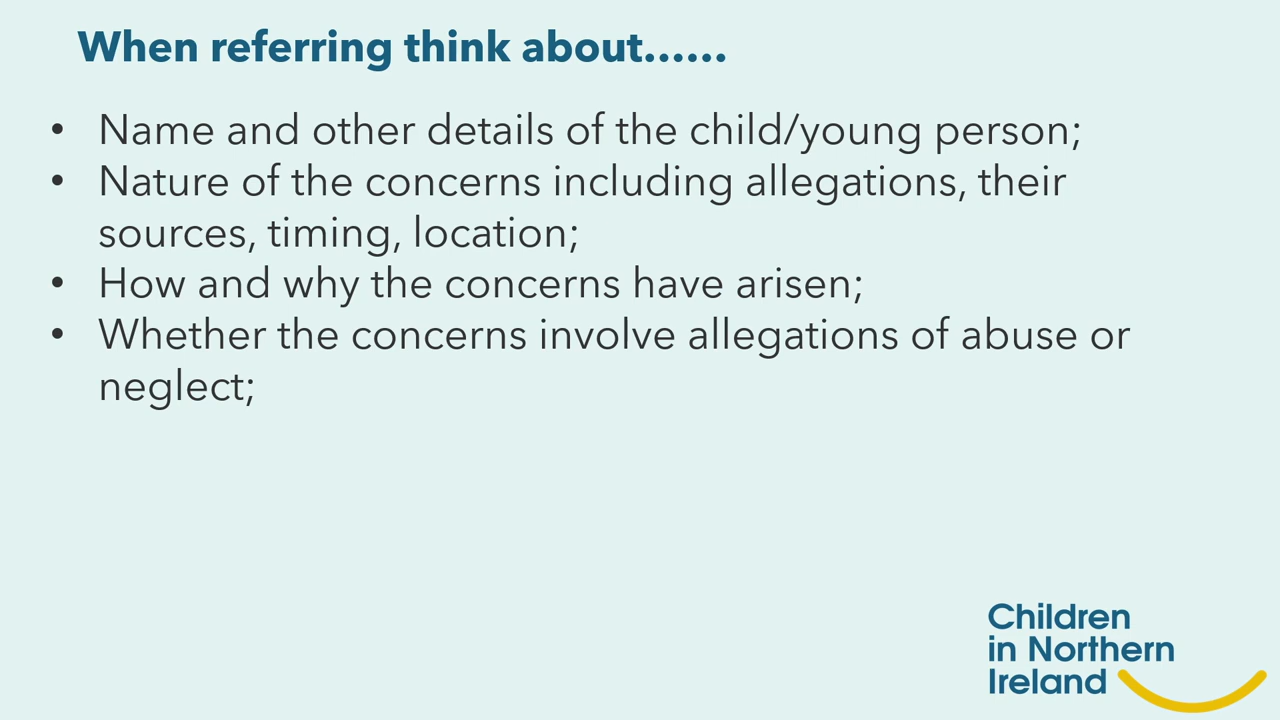 When referring think about......
• Name and other details of the child/young person;
• Nature of the concerns including allegations, their
sources, timing, location;
• How and why the concerns have arisen;
• Whether the concerns involve allegations of abuse or
neglect;
Children
in Northern
Ireland